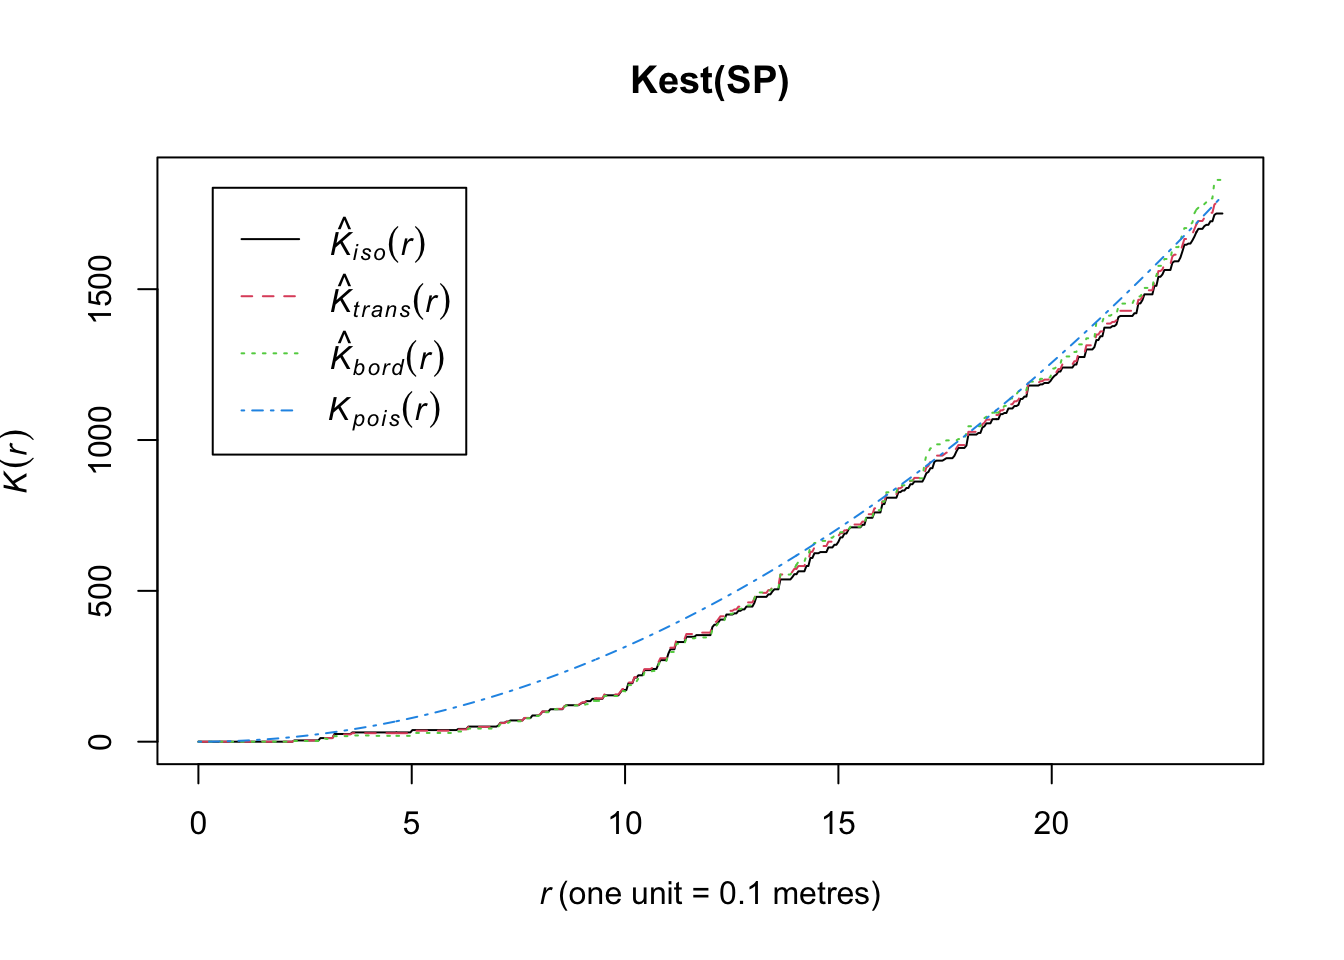 Kest(SP)
K̂iso(r)
K̂trans(r)
K̂bord(r)
Kpois(r)
K(r)
0 500 1000 1500
0 5 10 15 20
r (one unit = 0.1 metres)